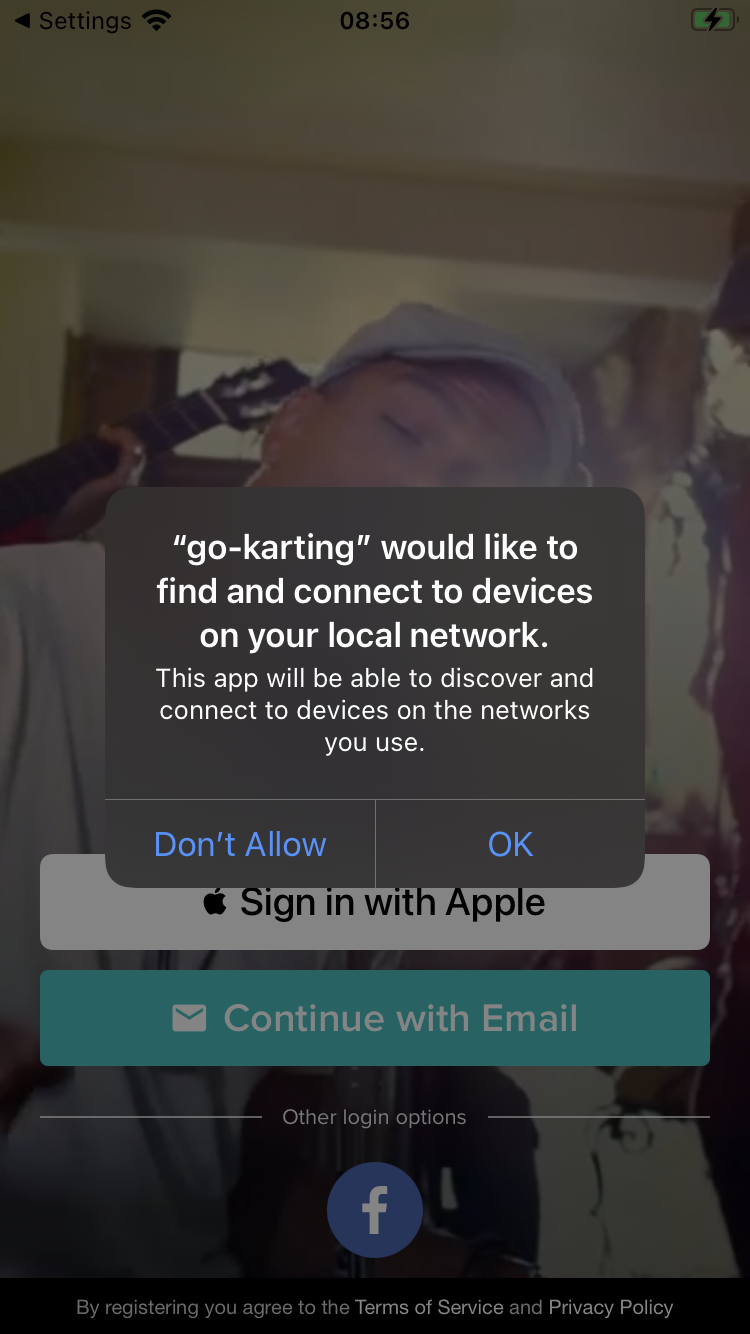 Settings
08:56
“go-karting” would like to
find and connect to devices
on your local network.
This app will be able to discover and
connect to devices on the networks
you use.
Don’t Allow
OK
Sign in with Apple
Continue with Email
Other login options
f
By registering you agree to the Terms of Service and Privacy Policy